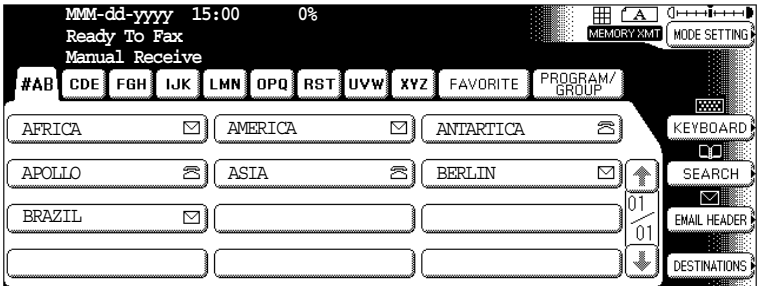 MMM-dd-yyyy 15:00 0%
Ready To Fax
MEMORY XMT
MODE SETTING
Manual Receive
#AB CDE FGH IJK LMN OPQ RST UVW XYZ FAVORITE PROGRAM/
GROUP
AFRICA AMERICA ANTARTICA
KEYBOARD
APOLLO ASIA BERLIN
SEARCH
BRAZIL
01
01
EMAIL HEADER
DESTINATIONS